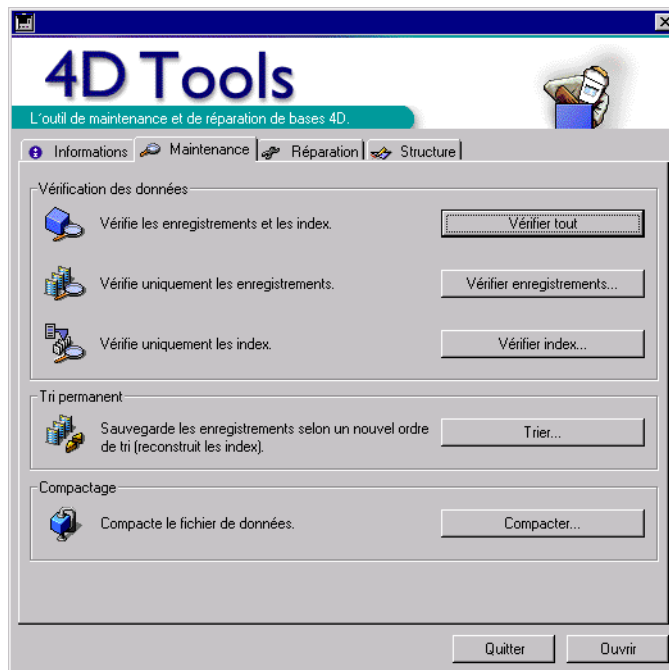 4D Tools
L'outil de maintenance et de réparation de bases 4D.
Informations
Maintenance
Réparation
Structure
Vérification des données
Vérifie les enregistrements et les index.
Vérifier tout
Vérifie uniquement les enregistrements.
Vérifier enregistrements...
Vérifie uniquement les index.
Vérifier index...
Tri permanent
Sauvegarde les enregistrements selon un nouvel ordre
de tri (reconstruit les index).
Trier...
Compactage
Compacte le fichier de données.
Compacter...
Quitter
Ouvrir